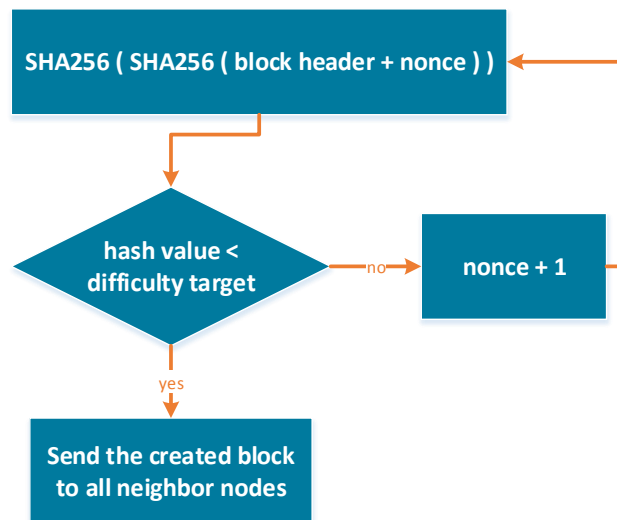 SHA256 ( SHA256 ( block header + nonce ) )
hash value <
difficulty target
no
nonce + 1
yes
Send the created block
to all neighbor nodes